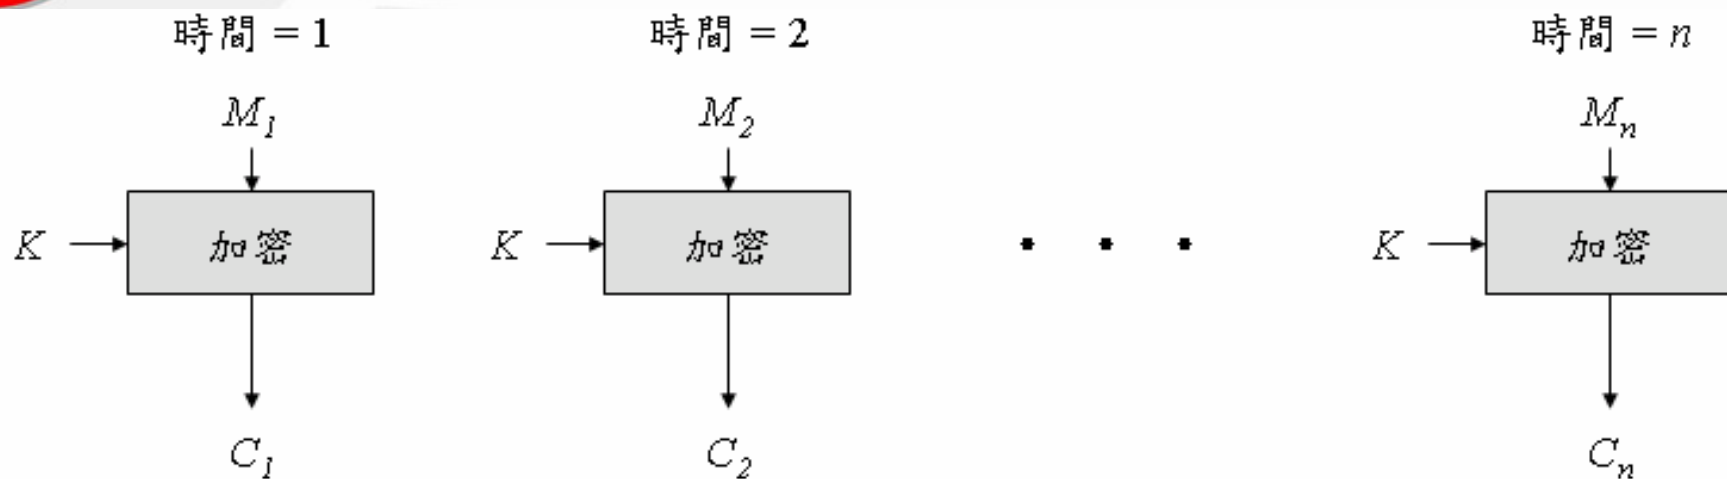 時間 = 1 時間 = 2 時間 = n
M1 M2 Mn
K 加密 K 加密 K 加密
C1 C2 Cn